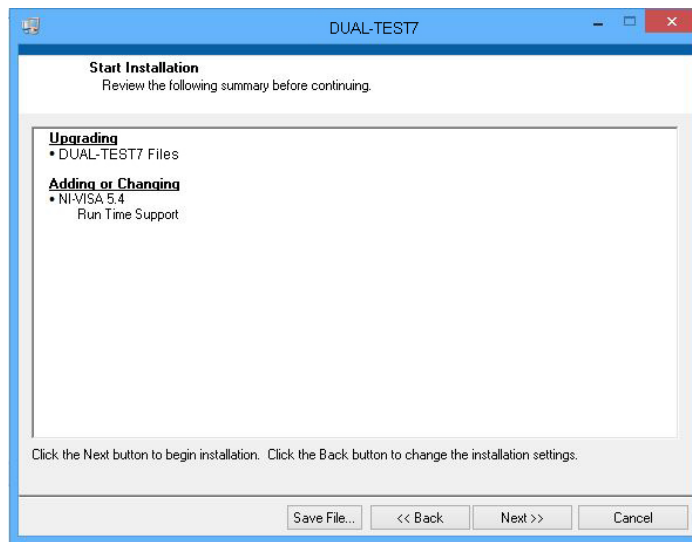 DUAL-TEST7
Start Installation
Review the following summary before continuing.
Upgrading
• DUAL-TEST7 Files
Adding or Changing
• NI-VISA 5.4
Run Time Support
Click the Next button to begin installation.  Click the Back button to change the installation settings.
Save File...  << Back  Next >>  Cancel